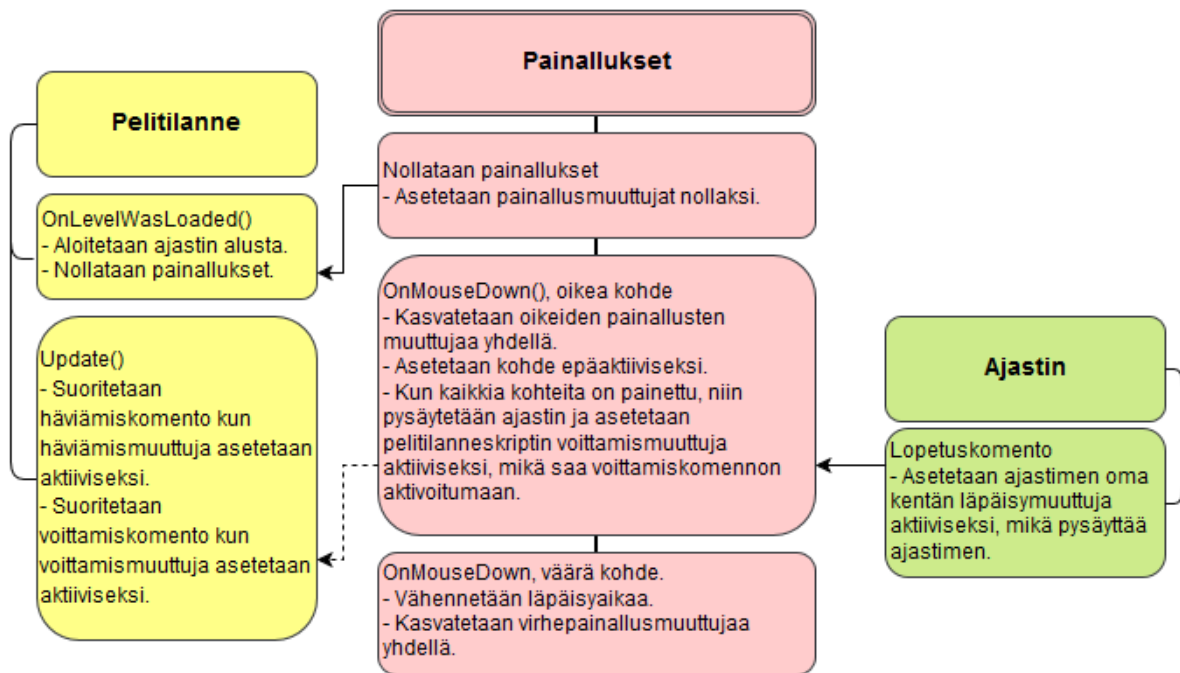 Pelitilanne
OnLevelWasLoaded()
- Aloitetaan ajastin alusta.
- Nollataan painallukset.
Update()
- Suoritetaan
häviämiskomento kun
häviämismuuttuja asetetaan
aktiiviseksi.
- Suoritetaan
voittamiskomento kun
voittamismuuttuja asetetaan
aktiiviseksi.
Painallukset
Nollataan painallukset
- Asetetaan painallusmuuttujat nollaksi.
OnMouseDown(), oikea kohde
- Kasvatetaan oikeiden painallusten
muuttujaa yhdellä.
- Asetetaan kohde epäaktiiviseksi.
- Kun kaikkia kohteita on painettu, niin
pysäytetään ajastin ja asetetaan
pelitilanneskriptin voittamismuuttuja
aktiiviseksi, mikä saa voittamiskomennon
aktivoitumaan.
OnMouseDown, väärä kohde.
- Vähennetään läpäisyaikaa.
- Kasvatetaan virhepainallusmuuttujaa
yhdellä.
Ajastin
Lopetuskomento
- Asetetaan ajastimen oma
kentän läpäisymuuttuja
aktiiviseksi, mikä pysäyttää
ajastimen.